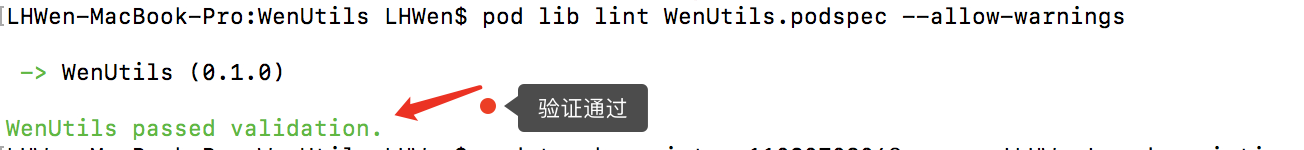 LHWen-MacBook-Pro:WenUtils LHWen$ pod lib lint WenUtils.podspec --allow-warnings
-> WenUtils (0.1.0)
验证通过
WenUtils passed validation.